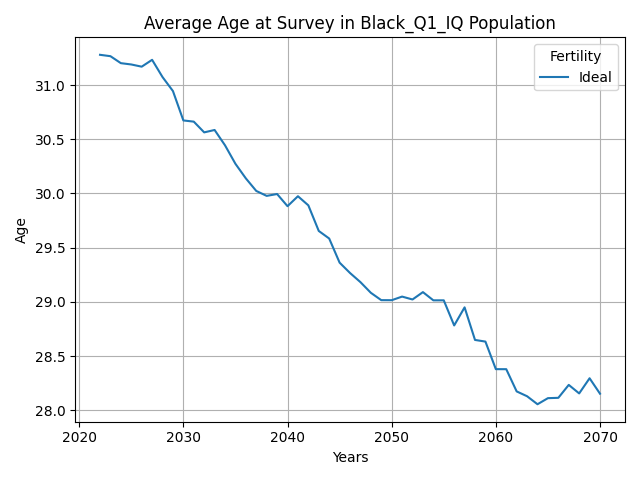 Average Age at Survey in Black_Q1_IQ Population
Fertility
Ideal
Age
31.0
30.5
30.0
29.5
29.0
28.5
28.0
2020 2030 2040 2050 2060 2070
Years